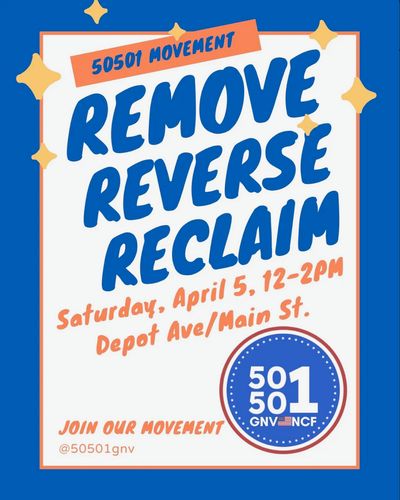 50501 MOVEMENT
REMOVE
REVERSE
RECLAIM
Saturday, April 5, 12-2PM
Depot Ave/Main St.
50
50 1
GNV NCF
JOIN OUR MOVEMENT
@50501gnv